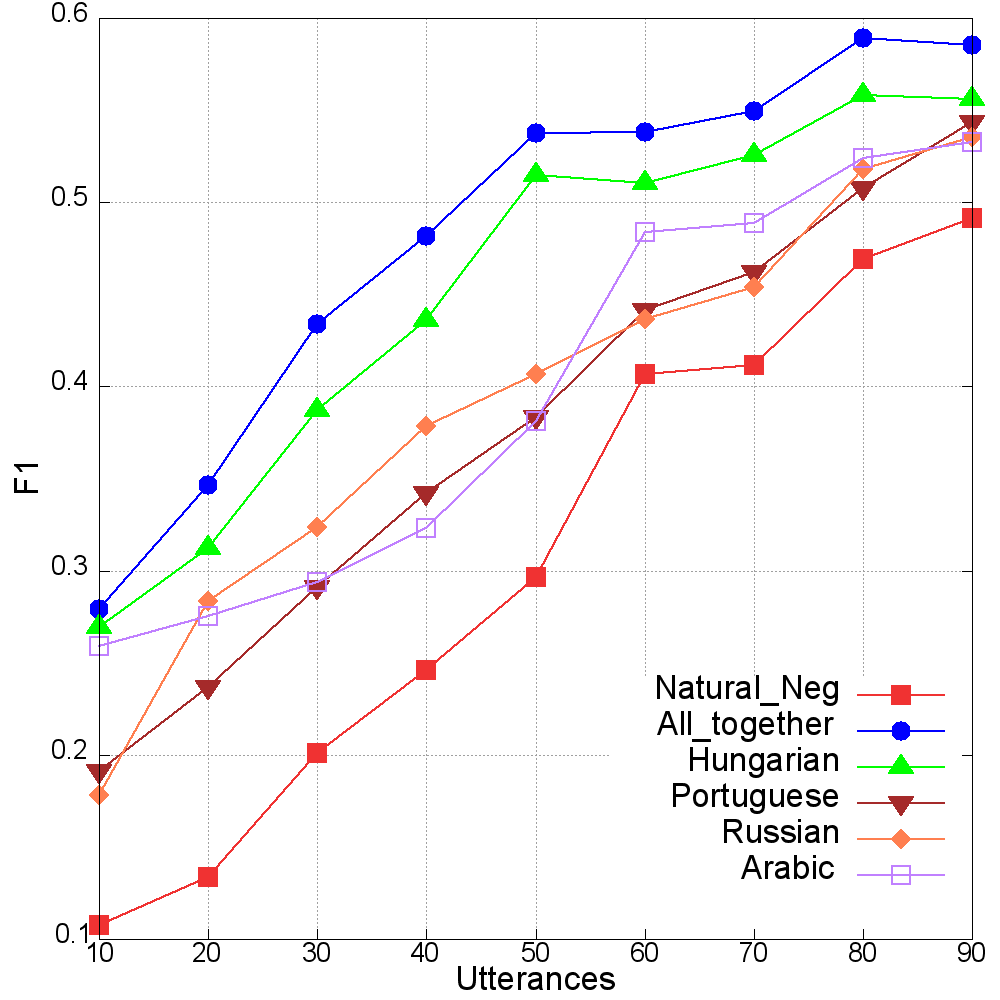 0.6
0.5
0.4
0.3
0.2
0.1
F1
10 20 30 40 50 60 70 80 90
Utterances
Natural_Neg
All_together
Hungarian
Portuguese
Russian
Arabic